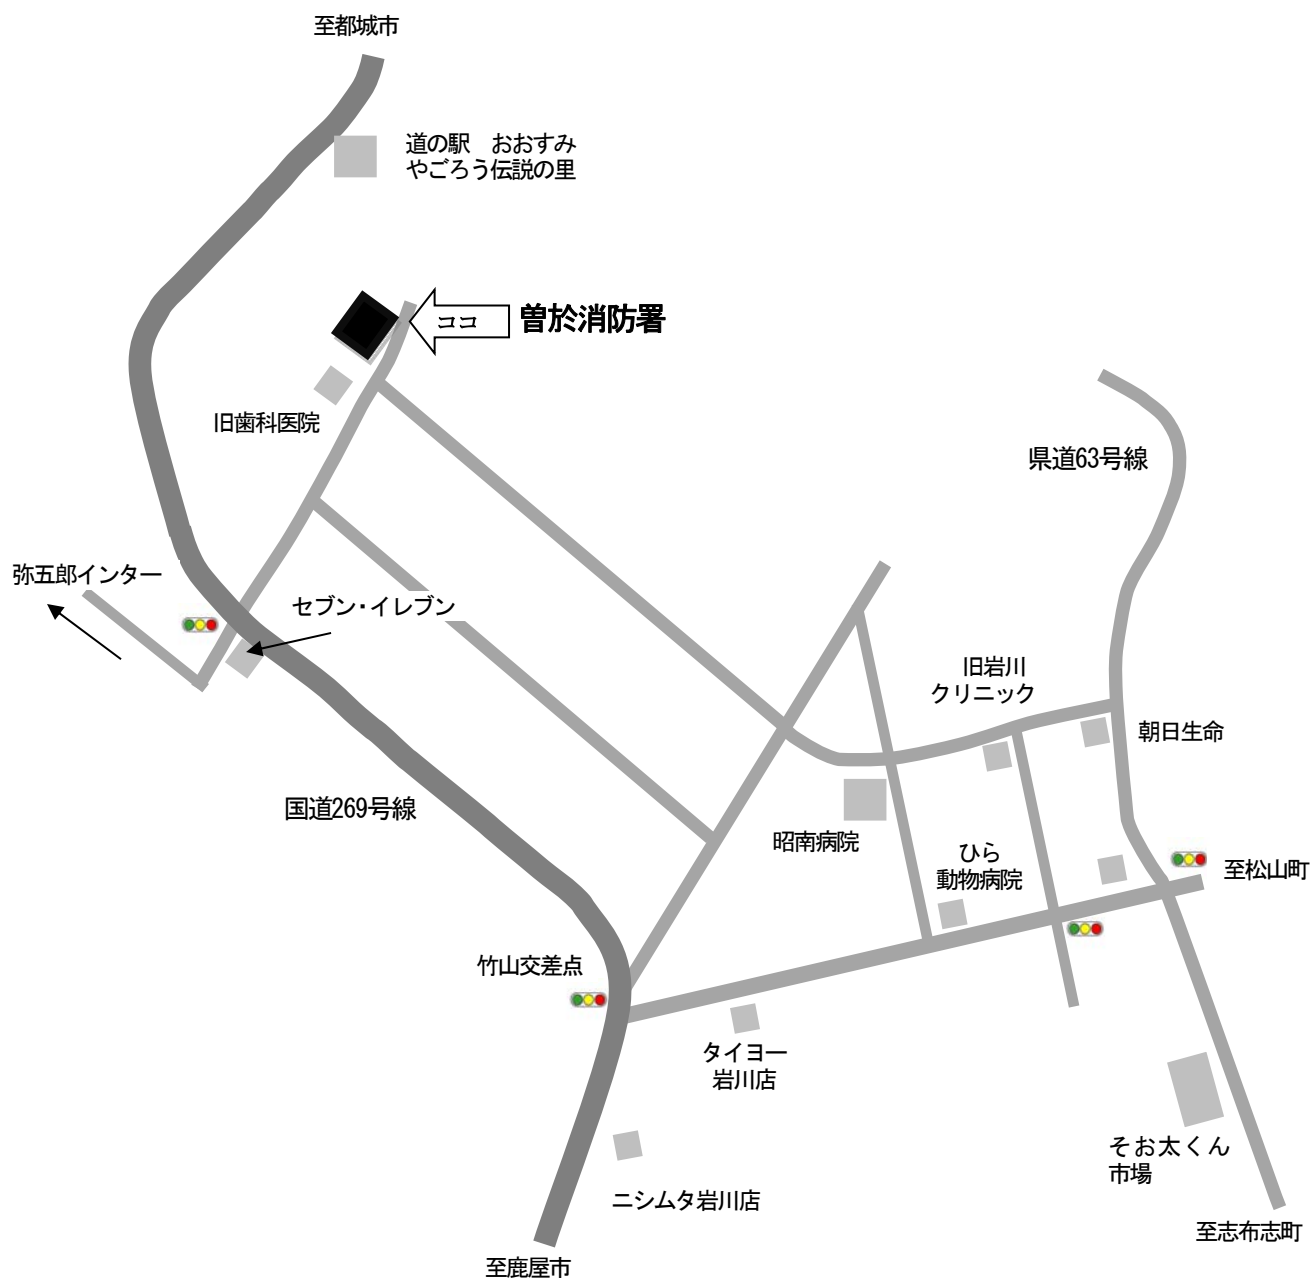 至都城市
道の駅　おおすみ
やごろう伝説の里
ココ
曽於消防署
旧歯科医院
県道63号線
弥五郎インター
セブン・イレブン
旧岩川
クリニック
朝日生命
国道269号線
昭南病院
ひら
動物病院
至松山町
竹山交差点
タイヨー
岩川店
そお太くん
市場
ニシムタ岩川店
至志布志町
至鹿屋市